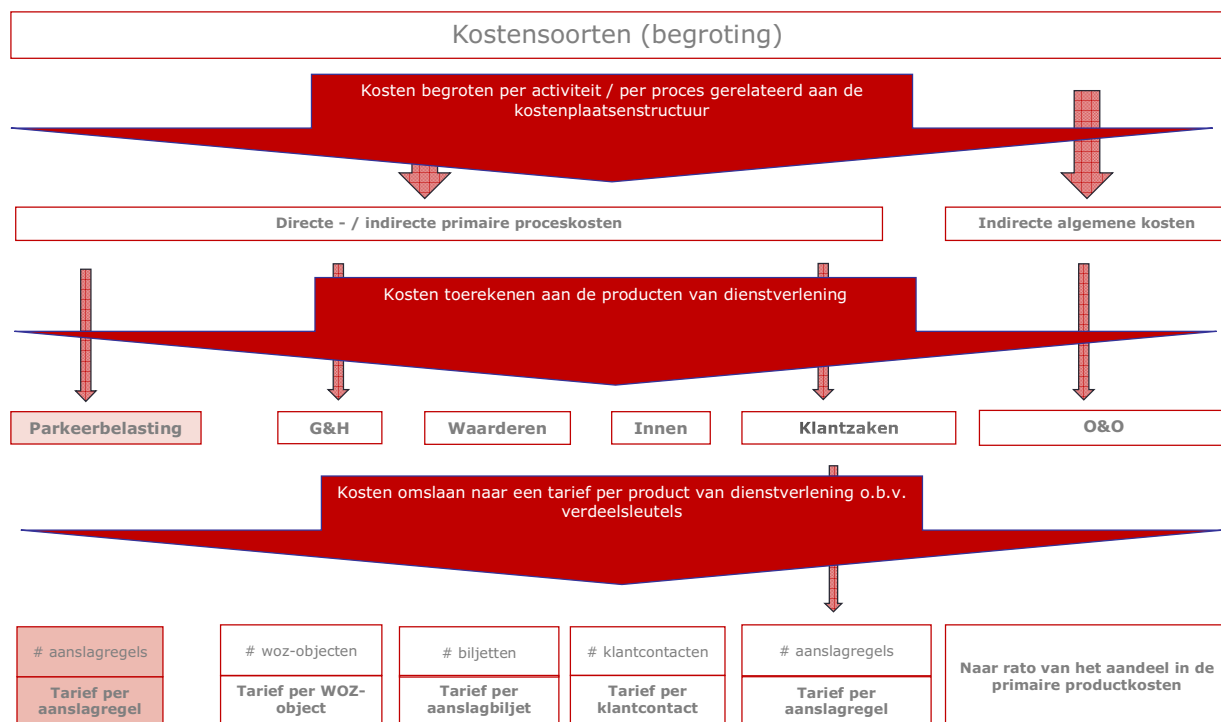 Kostensoorten (begroting)
Kosten begroten per activiteit / per proces gerelateerd aan de
kostenplaatsenstructuur
Directe - / indirecte primaire proceskosten
Indirecte algemene kosten
Kosten toerekenen aan de producten van dienstverlening
Parkeerbelasting
G&H
Waarderen
Innen
Klantzaken
O&O
Kosten omslaan naar een tarief per product van dienstverlening o.b.v.
verdeelsleutels
# aanslagregels
Tarief per
aanslagregel
# woz-objecten
Tarief per WOZ-
object
# biljetten
Tarief per
aanslagbiljet
# klantcontacten
Tarief per
klantcontact
# aanslagregels
Tarief per
aanslagregel
Naar rato van het aandeel in de
primaire productkosten